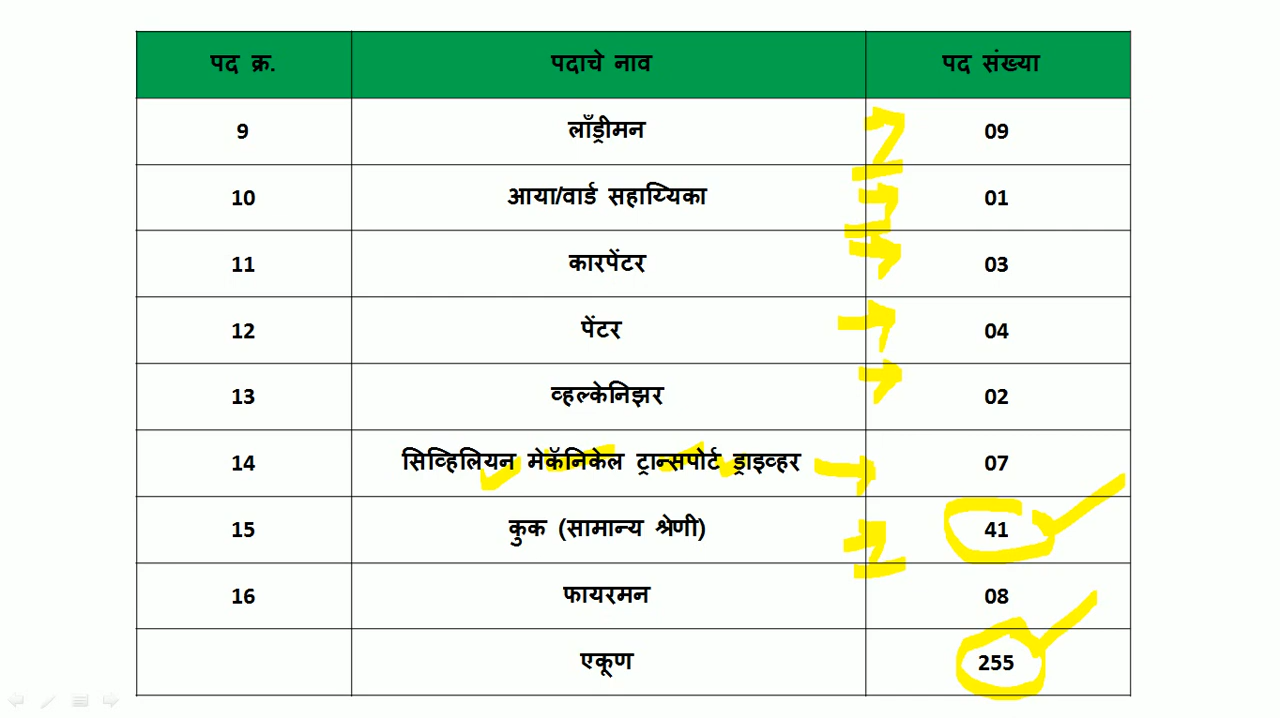 पद क्र. पदाचे नाव पद संख्या
9 लाँड्रीमन 09
10 आया/वार्ड सहाय्यिका 01
11 कारपेंटर 03
12 पेंटर 04
13 व्हल्केनिझर 02
14 सिव्हिलियन मेकॅनिकेल ट्रान्सपोर्ट ड्राइव्हर 07
15 कुक (सामान्य श्रेणी) 41
16 फायरमन 08
एकूण 255